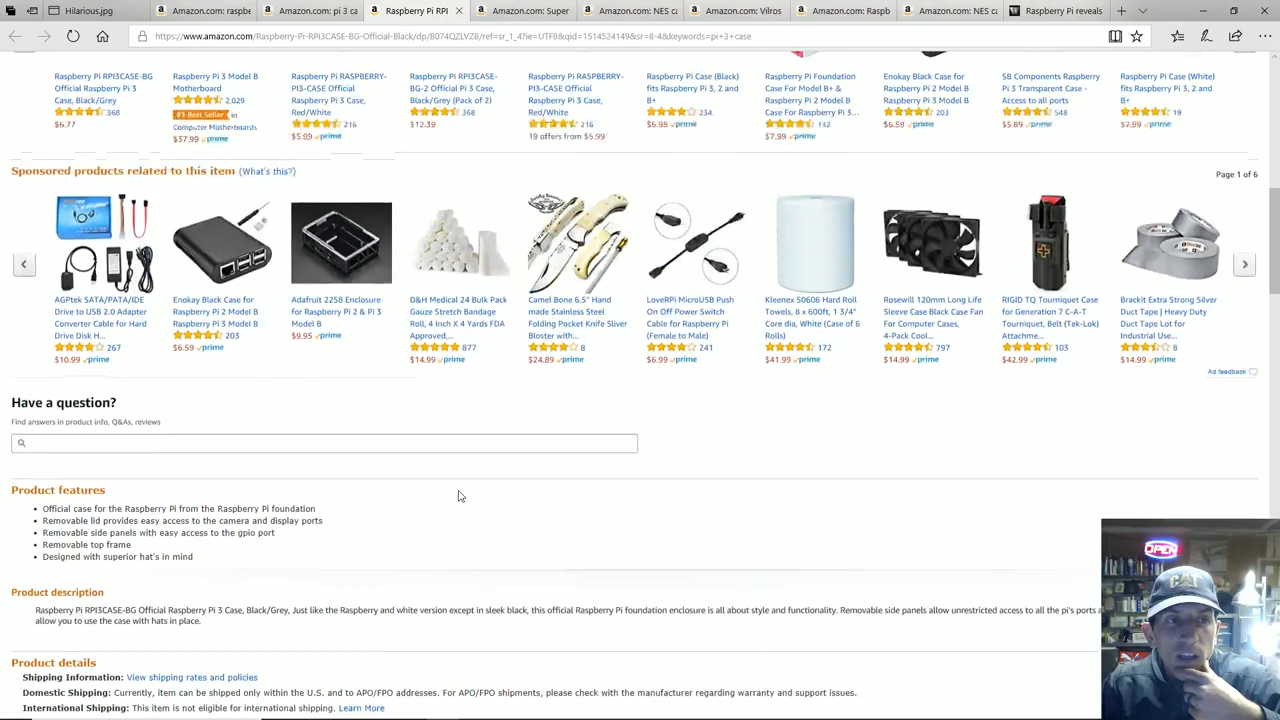 Hilarious.jpg
Amazon.com: raspbe
Amazon.com: pi 3 ca
Raspberry Pi RPI
Amazon.com: Super
Amazon.com: NES ca
Amazon.com: Vilros
Amazon.com: Raspb
Amazon.com: nes ca
Raspberry Pi reveals
https://www.amazon.com/Raspberry-Pi-RPI3CASE-BG-Official-Black/dp/B074QZLVZB/ref=sr_1_4?ie=UTF8&qid=1514524149&sr=8-4&keywords=pi+3+case
Raspberry Pi RPI3CASE-BG
Official Raspberry Pi 3
Case, Black/Grey
368
$6.77
Raspberry Pi 3 Model B
Motherboard
2,029
#1 Best Seller in
Computer Motherboards
$37.99 prime
Raspberry Pi RASPBERRY-
PI3-CASE Official
Raspberry Pi 3 Case,
Red/White
216
$5.99 prime
Raspberry Pi RPI3CASE-
BG-2 Official Pi 3 Case,
Black/Grey (Pack of 2)
368
$12.39
Raspberry Pi RASPBERRY-
PI3-CASE Official
Raspberry Pi 3 Case,
Red/White
216
19 offers from $5.99
Raspberry Pi Case (Black)
fits Raspberry Pi 3, 2 and
B+
234
$6.98 prime
Raspberry Pi Foundation
Case For Model B+ &
Raspberry Pi 2 Model B
Raspberry Pi 3...
132
$7.99 prime
Enokay Black Case for
Raspberry Pi 2 Model B
Raspberry Pi 3 Model B
203
$6.59 prime
SB Components Raspberry
Pi 3 Transparent Case -
Access to all ports
548
$5.89 prime
Raspberry Pi Case (White)
fits Raspberry Pi 3, 2 and
B+
19
$7.99 prime
Sponsored products related to this item (What's this?)
Page 1 of 6
AGPtek SATA/PATA/IDE
Drive to USB 2.0 Adapter
Converter Cable for Hard
Drive Disk H...
267
$10.99 prime
Enokay Black Case for
Raspberry Pi 2 Model B
Raspberry Pi 3 Model B
203
$6.59 prime
Adafruit 2258 Enclosure
for Raspberry Pi 2 & Pi 3
Model B
$9.95 prime
D&H Medical 24 Bulk Pack
Gauze Stretch Bandage
Roll, 4 Inch X 4 Yards FDA
Approved,...
877
$14.99 prime
Camel Bone 6.5" Hand
made Stainless Steel
Folding Pocket Knife Sliver
Bloster with...
8
$24.89 prime
LoveRPi MicroUSB Push
On Off Power Switch
Cable for Raspberry Pi
(Female to Male)
241
$6.99 prime
Kleenex 50606 Hard Roll
Towels, 8 x 600ft, 1 3/4"
Core dia, White (Case of 6
Rolls)
172
$41.99 prime
Rosewill 120mm Long Life
Sleeve Case Black Case Fan
For Computer Cases,
4-Pack Cool...
797
$14.99 prime
RIGID TQ Tourniquet Case
for Generation 7 C-A-T
Tourniquet, Belt (Tek-Lok)
Attachme...
103
$42.99 prime
Brackit Extra Strong Silver
Duct Tape | Heavy Duty
Duct Tape Lot for
Industrial Use...
8
$14.99 prime
Ad feedback
Have a question?
Find answers in product info, Q&As, reviews
Product features
Official case for the Raspberry Pi from the Raspberry Pi foundation
Removable lid provides easy access to the camera and display ports
Removable side panels with easy access to the gpio port
Removable top frame
Designed with superior hat's in mind
Product description
Raspberry Pi RPI3CASE-BG Official Raspberry Pi 3 Case, Black/Grey, Just like the Raspberry and white version except in sleek black, this official Raspberry Pi foundation enclosure is all about style and functionality. Removable side panels allow unrestricted access to all the pi's ports a
allow you to use the case with hats in place.
OPEN
CAT
Product details
Shipping Information: View shipping rates and policies
Domestic Shipping: Currently, item can be shipped only within the U.S. and to APO/FPO addresses. For APO/FPO shipments, please check with the manufacturer regarding warranty and support issues.
International Shipping: This item is not eligible for international shipping. Learn More